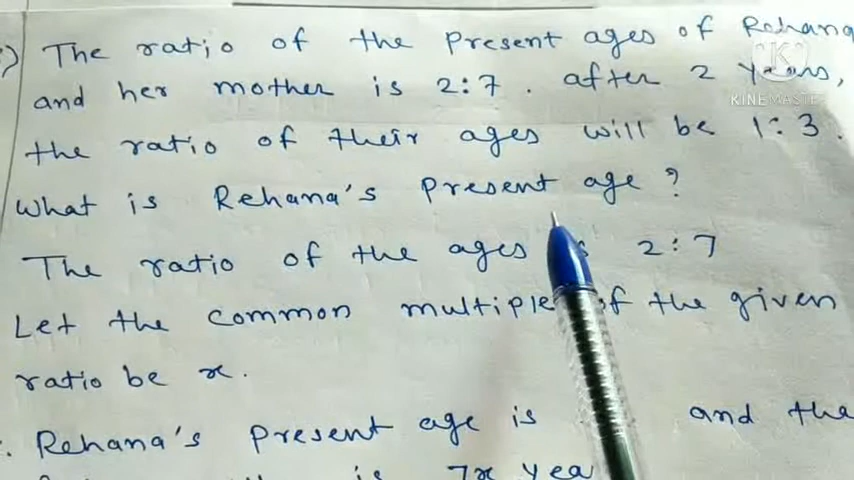 The ratio of the present ages of Rehana
and her mother is 2:7. after 2 years,
the ratio of their ages will be 1:3.
What is Rehana's present age?
The ratio of the ages 2:7
Let the common multiple of the given
ratio be x.
Rehana's present age is and the
is 7x yea
KINEMASTER